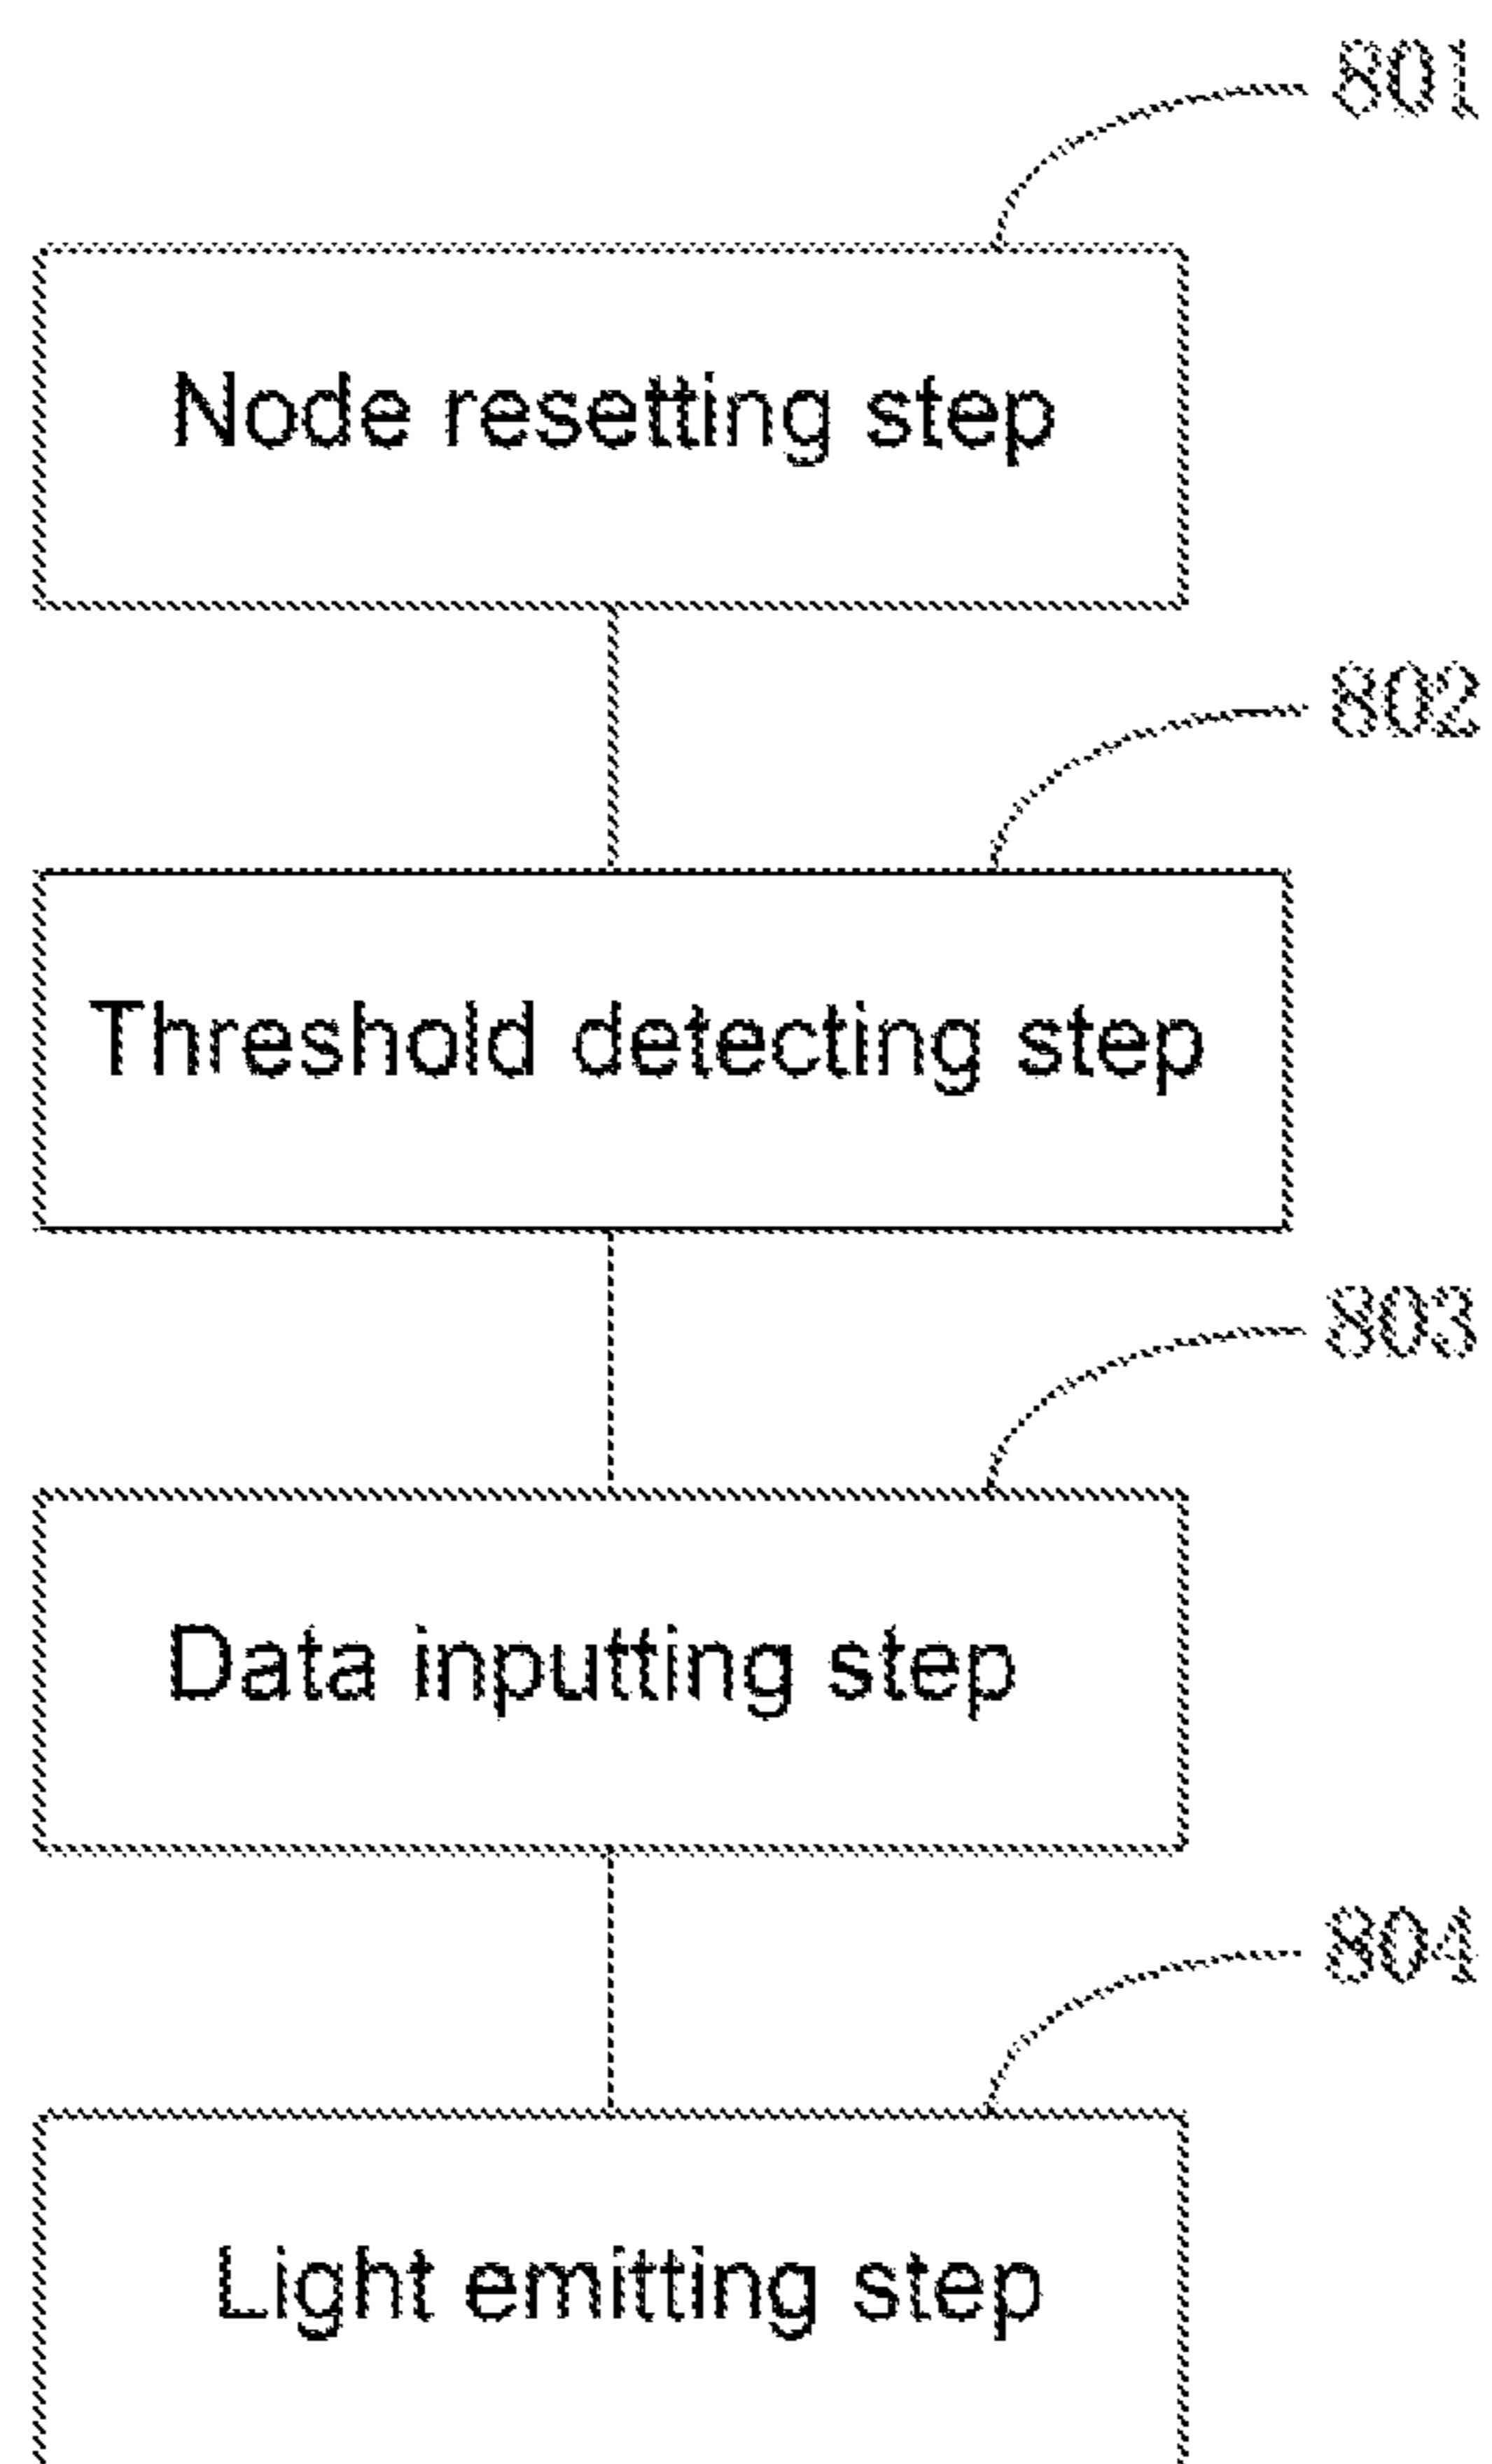 801
Node resetting step
802
Threshold detecting step
803
Data inputting step
804
Light emitting step